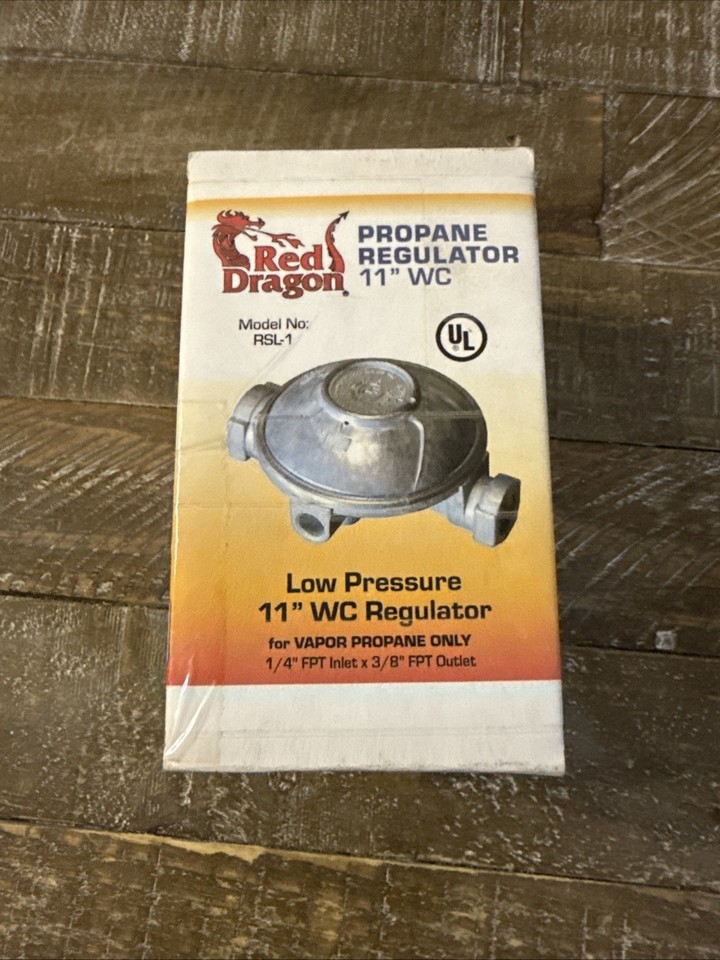 Red
Dragon®
PROPANE
REGULATOR
11" WC
Model No:
RSL-1
UL
Low Pressure
11" WC Regulator
for VAPOR PROPANE ONLY
1/4" FPT Inlet x 3/8" FPT Outlet